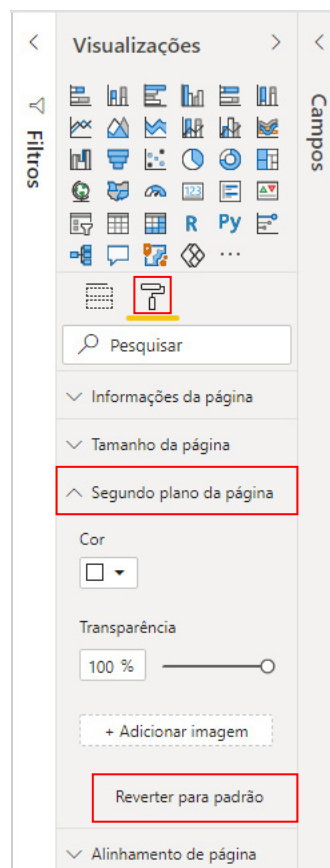 Visualizações
Filtros
Campos
123
R
Py
Pesquisar
Informações da página
Tamanho da página
Segundo plano da página
Cor
Transparência
100 %
+ Adicionar imagem
Reverter para padrão
Alinhamento de página